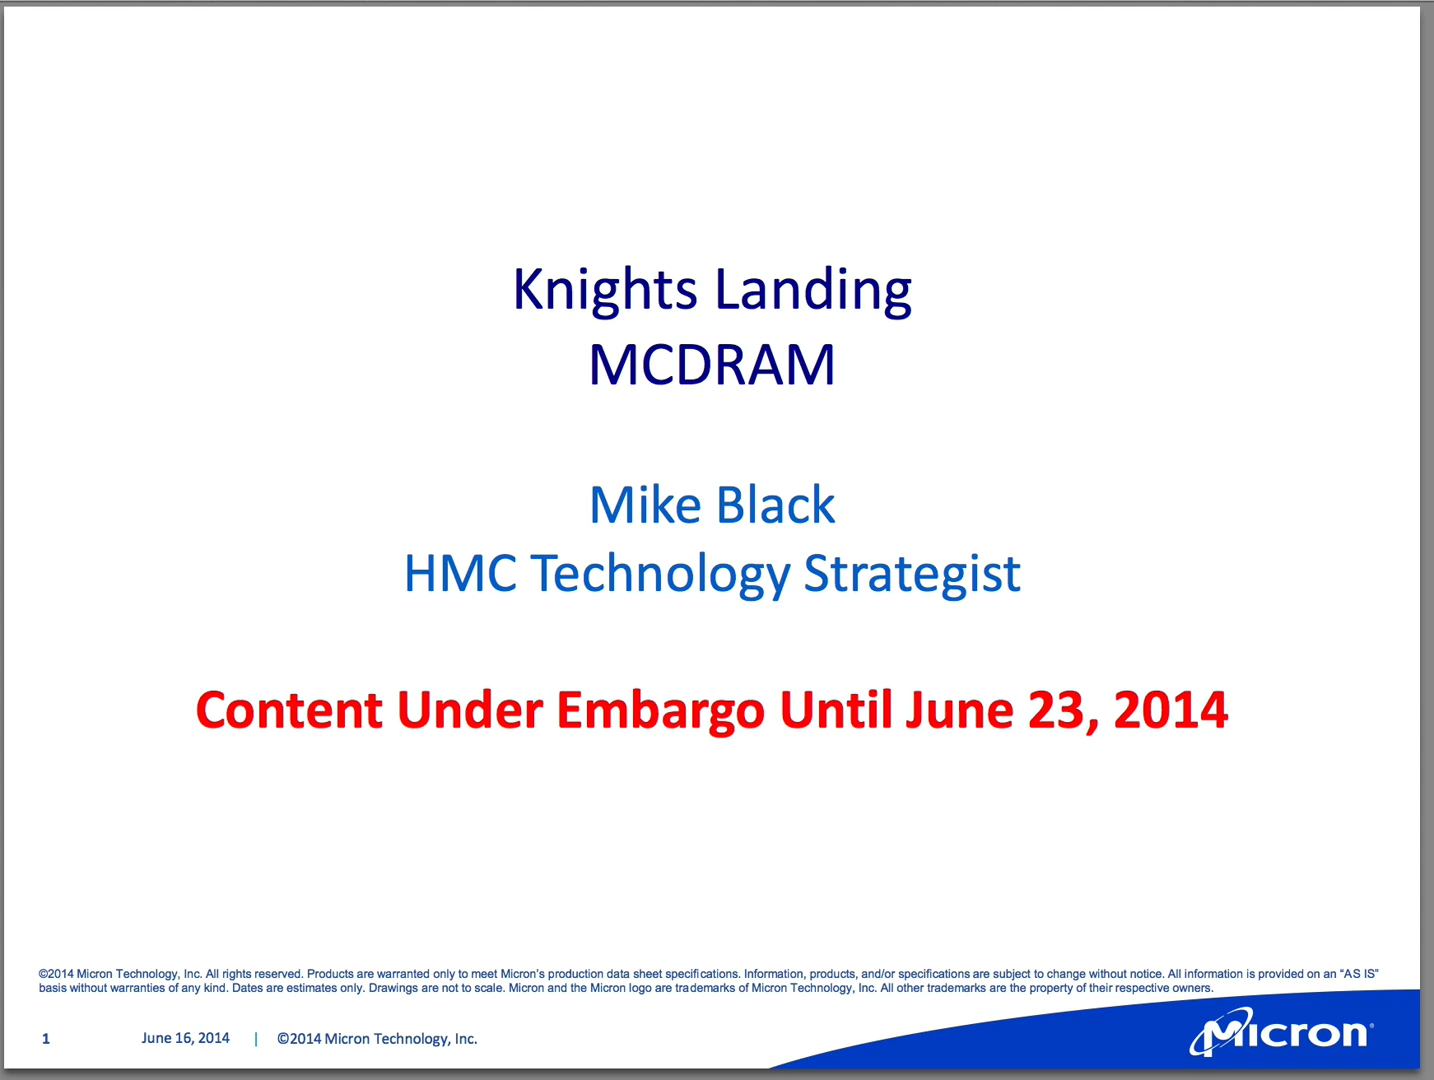 Knights Landing
MCDRAM
Mike Black
HMC Technology Strategist
Content Under Embargo Until June 23, 2014
©2014 Micron Technology, Inc. All rights reserved. Products are warranted only to meet Micron’s production data sheet specifications. Information, products, and/or specifications are subject to change without notice. All information is provided on an “AS IS”
basis without warranties of any kind. Dates are estimates only. Drawings are not to scale. Micron and the Micron logo are trademarks of Micron Technology, Inc. All other trademarks are the property of their respective owners.
1 June 16, 2014 | ©2014 Micron Technology, Inc.
Micron®